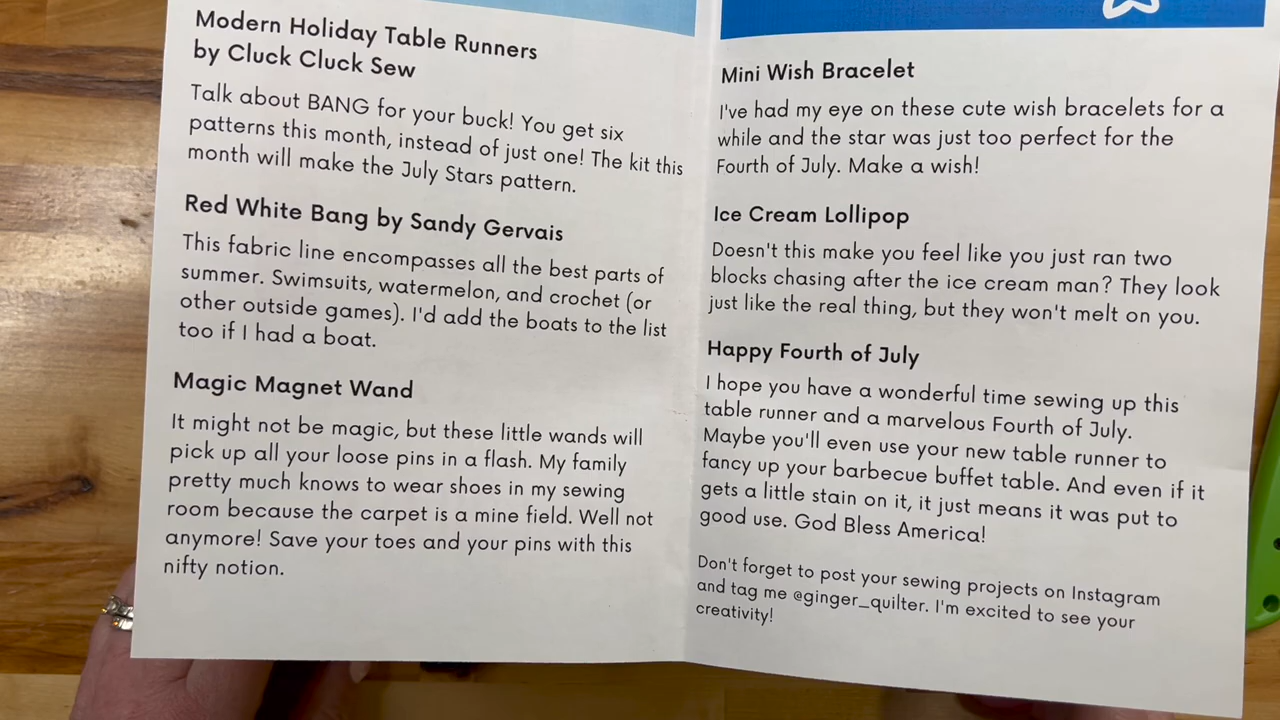 Modern Holiday Table Runners
by Cluck Cluck Sew
Talk about BANG for your buck! You get six
patterns this month, instead of just one! The kit this
month will make the July Stars pattern.
Red White Bang by Sandy Gervais
This fabric line encompasses all the best parts of
summer. Swimsuits, watermelon, and crochet (or
other outside games). I'd add the boats to the list
too if I had a boat.
Magic Magnet Wand
It might not be magic, but these little wands will
pick up all your loose pins in a flash. My family
pretty much knows to wear shoes in my sewing
room because the carpet is a mine field. Well not
anymore! Save your toes and your pins with this
nifty notion.
Mini Wish Bracelet
I've had my eye on these cute wish bracelets for a
while and the star was just too perfect for the
Fourth of July. Make a wish!
Ice Cream Lollipop
Doesn't this make you feel like you just ran two
blocks chasing after the ice cream man? They look
just like the real thing, but they won't melt on you.
Happy Fourth of July
I hope you have a wonderful time sewing up this
table runner and a marvelous Fourth of July.
Maybe you'll even use your new table runner to
fancy up your barbecue buffet table. And even if it
gets a little stain on it, it just means it was put to
good use. God Bless America!
Don't forget to post your sewing projects on Instagram
and tag me @ginger_quilter. I'm excited to see your
creativity!